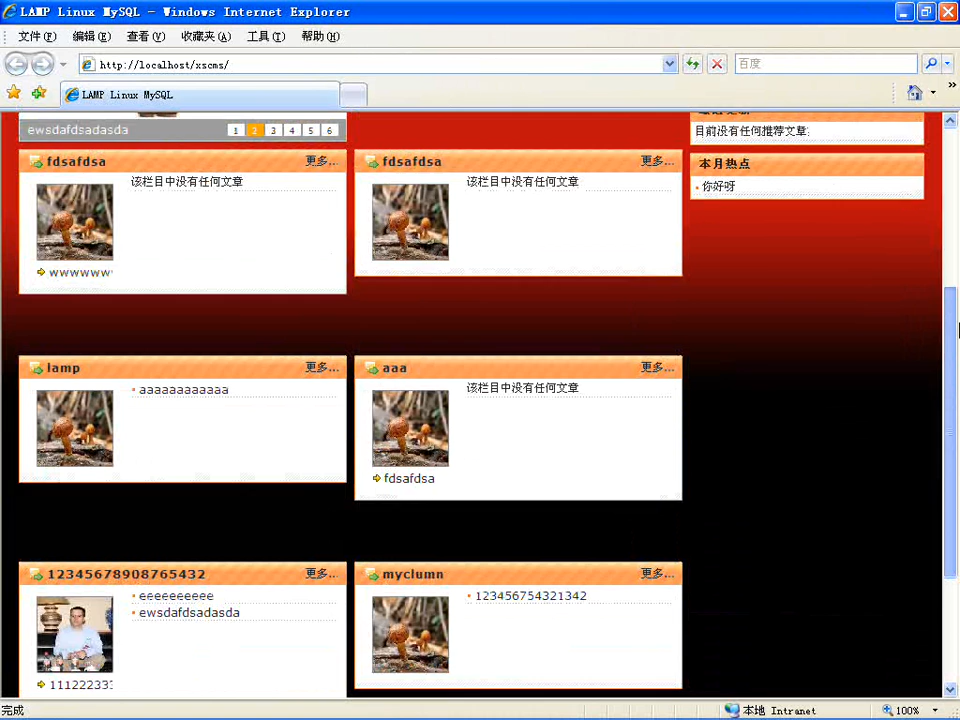 LAMP Linux MySQL - Windows Internet Explorer
文件(F) 编辑(E) 查看(V) 收藏夹(A) 工具(T) 帮助(H)
http://localhost/xscms/
百度
LAMP Linux MySQL
ewsdafdsadasda
1 2 3 4 5 6
目前没有任何推荐文章.
本月热点
你好呀
fdsafdsa 更多...
该栏目中没有任何文章
wwwwww
fdsafdsa 更多...
该栏目中没有任何文章
lamp 更多...
aaaaaaaaaaaa
aaa 更多...
该栏目中没有任何文章
fdsafdsa
12345678908765432 更多...
eeeeeeeeee
ewsdafdsadasda
11122233
myclumn 更多...
123456754321342
完成
本地 Intranet
100%